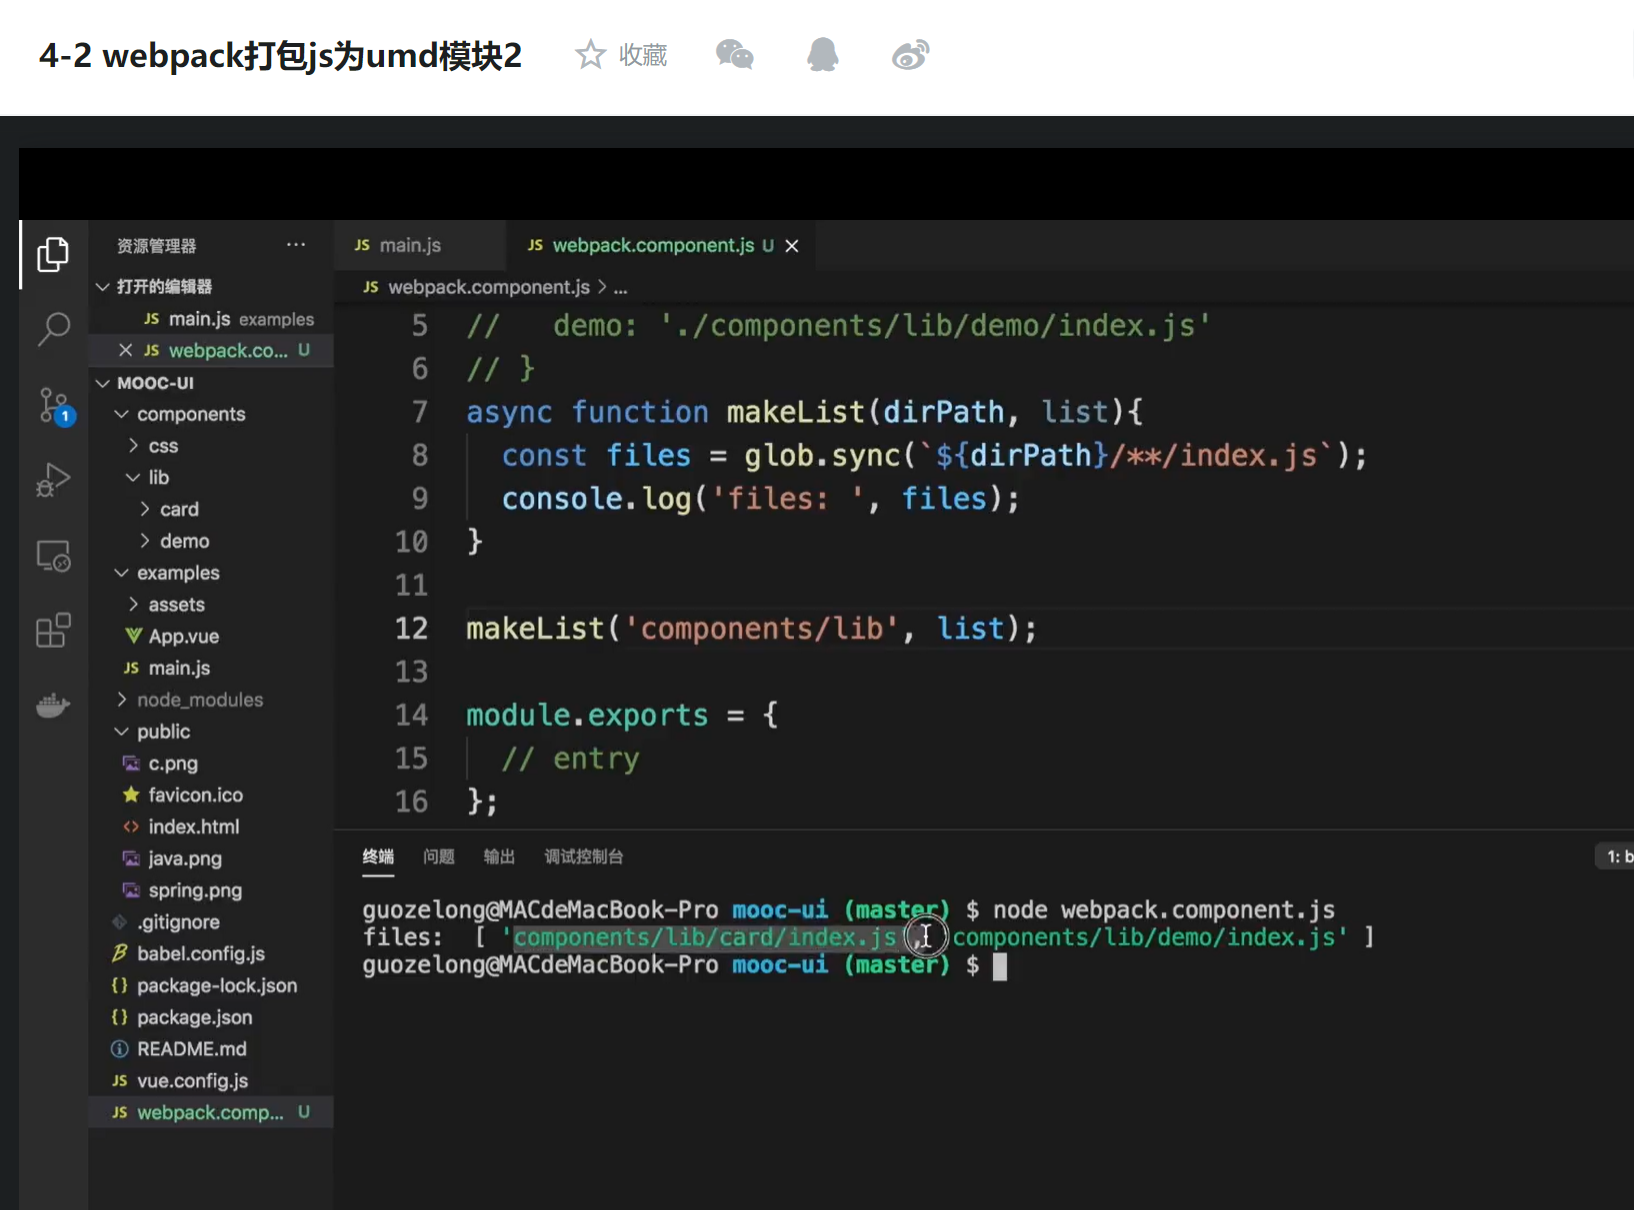 4-2 webpack打包js为umd模块2
收藏
资源管理器
JS main.js
JS webpack.component.js U
打开的编辑器
JS webpack.component.js > ...
JS main.js examples
JS webpack.co... U
MOOC-UI
components
css
lib
card
demo
examples
assets
App.vue
JS main.js
node_modules
public
c.png
favicon.ico
index.html
java.png
spring.png
.gitignore
babel.config.js
package-lock.json
package.json
README.md
JS vue.config.js
JS webpack.comp... U
1
5 //   demo: './components/lib/demo/index.js'
6 // }
7 async function makeList(dirPath, list){
8   const files = glob.sync(`${dirPath}/**/index.js`);
9   console.log('files: ', files);
10 }
11
12 makeList('components/lib', list);
13
14 module.exports = {
15   // entry
16 };
终端 问题 输出 调试控制台
1: b
guozelong@MACdeMacBook-Pro mooc-ui (master) $ node webpack.component.js
files:  [ 'components/lib/card/index.js , components/lib/demo/index.js' ]
guozelong@MACdeMacBook-Pro mooc-ui (master) $